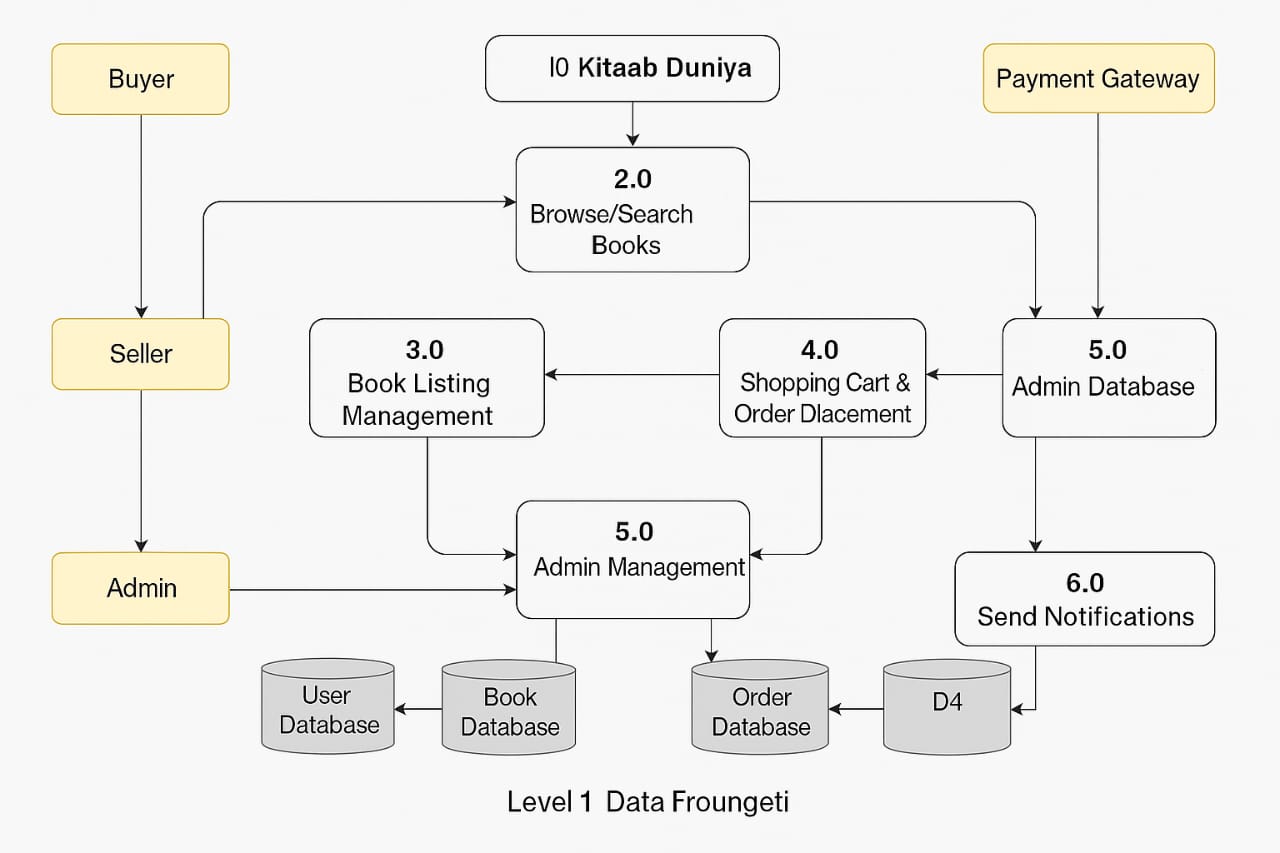 Buyer
I0 Kitaab Duniya
Payment Gateway
2.0
Browse/Search
Books
Seller
3.0
Book Listing
Management
4.0
Shopping Cart &
Order Dlacement
5.0
Admin Database
5.0
Admin Management
Admin
6.0
Send Notifications
User
Database
Book
Database
Order
Database
D4
Level 1 Data Froungeti